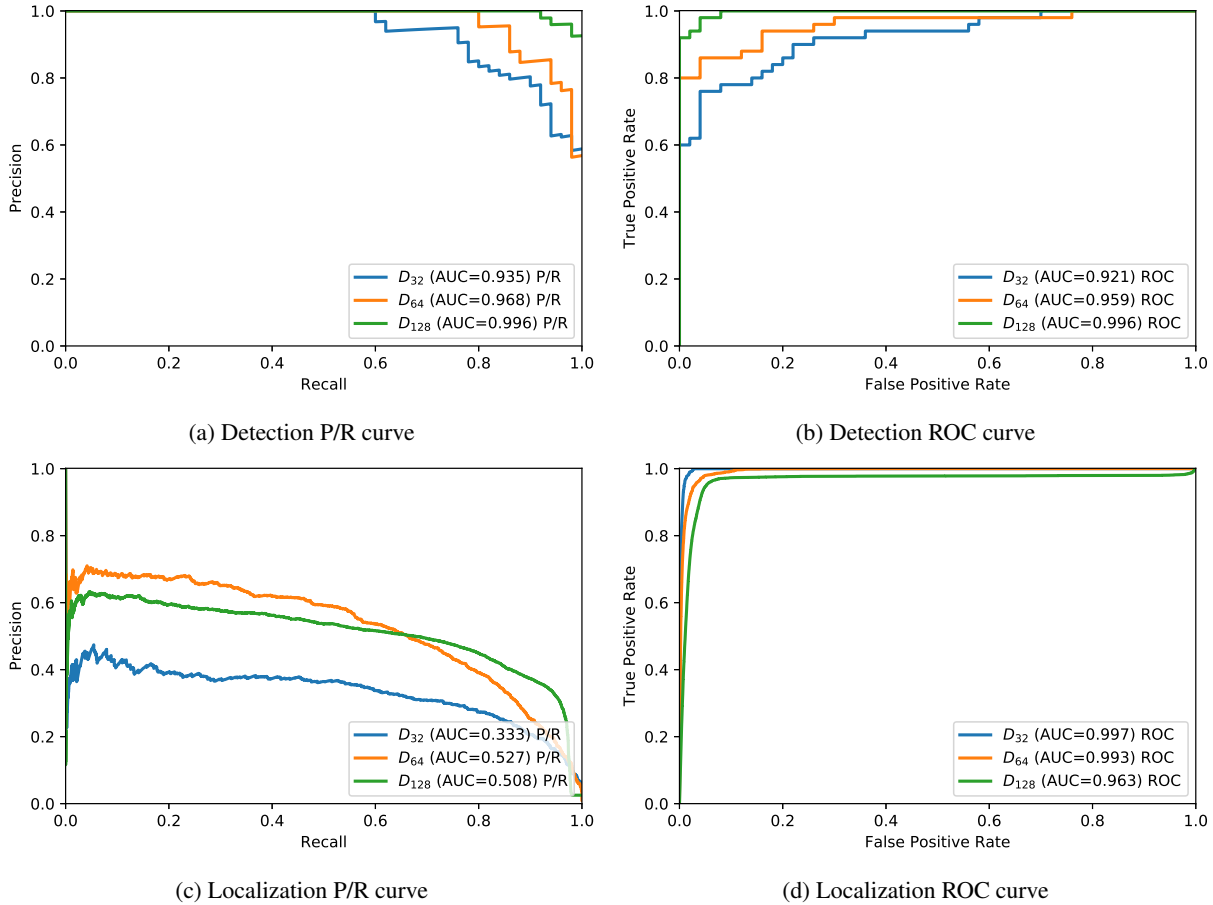 1.0
0.8
0.6
0.4
0.2
0.0
Precision
0.0 0.2 0.4 0.6 0.8 1.0
Recall
D32 (AUC=0.935) P/R
D64 (AUC=0.968) P/R
D128 (AUC=0.996) P/R
(a) Detection P/R curve
1.0
0.8
0.6
0.4
0.2
0.0
True Positive Rate
0.0 0.2 0.4 0.6 0.8 1.0
False Positive Rate
D32 (AUC=0.921) ROC
D64 (AUC=0.959) ROC
D128 (AUC=0.996) ROC
(b) Detection ROC curve
1.0
0.8
0.6
0.4
0.2
0.0
Precision
0.0 0.2 0.4 0.6 0.8 1.0
Recall
D32 (AUC=0.333) P/R
D64 (AUC=0.527) P/R
D128 (AUC=0.508) P/R
(c) Localization P/R curve
1.0
0.8
0.6
0.4
0.2
0.0
True Positive Rate
0.0 0.2 0.4 0.6 0.8 1.0
False Positive Rate
D32 (AUC=0.997) ROC
D64 (AUC=0.993) ROC
D128 (AUC=0.963) ROC
(d) Localization ROC curve